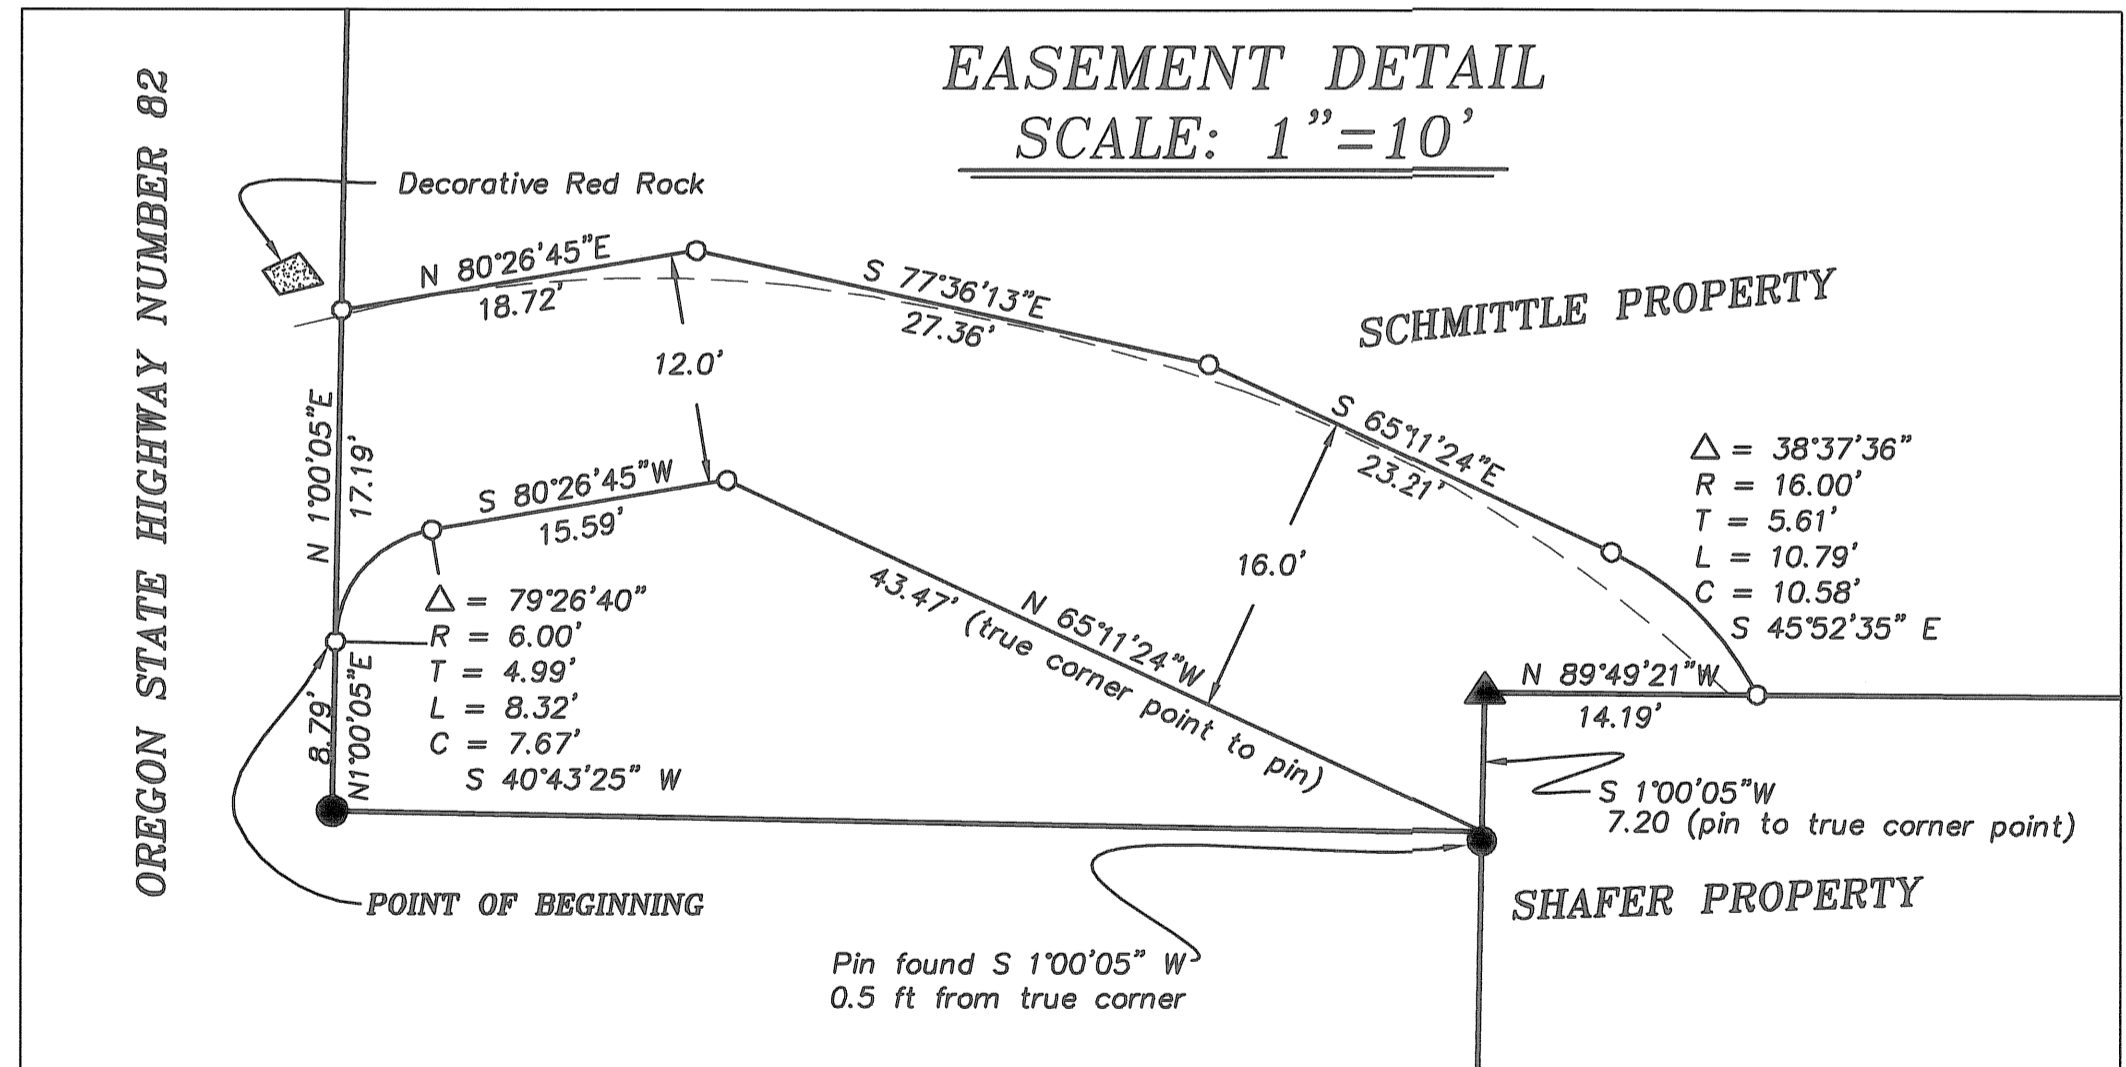 EASEMENT DETAIL
SCALE: 1"=10'
OREGON STATE HIGHWAY NUMBER 82
Decorative Red Rock
N 80°26'45"E
18.72'
S 77°36'13"E
27.36'
SCHMITTLE PROPERTY
12.0'
N 1°00'05"E
17.19'
S 65°11'24"E
23.21'
Δ = 38°37'36"
R = 16.00'
T = 5.61'
L = 10.79'
C = 10.58'
S 45°52'35" E
S 80°26'45"W
15.59'
16.0'
N 65°11'24"W
43.47' (true corner point to pin)
Δ = 79°26'40"
R = 6.00'
T = 4.99'
L = 8.32'
C = 7.67'
S 40°43'25" W
8.79'
N1°00'05"E
N 89°49'21"W
14.19'
S 1°00'05"W
7.20 (pin to true corner point)
POINT OF BEGINNING
SHAFER PROPERTY
Pin found S 1°00'05" W
0.5 ft from true corner